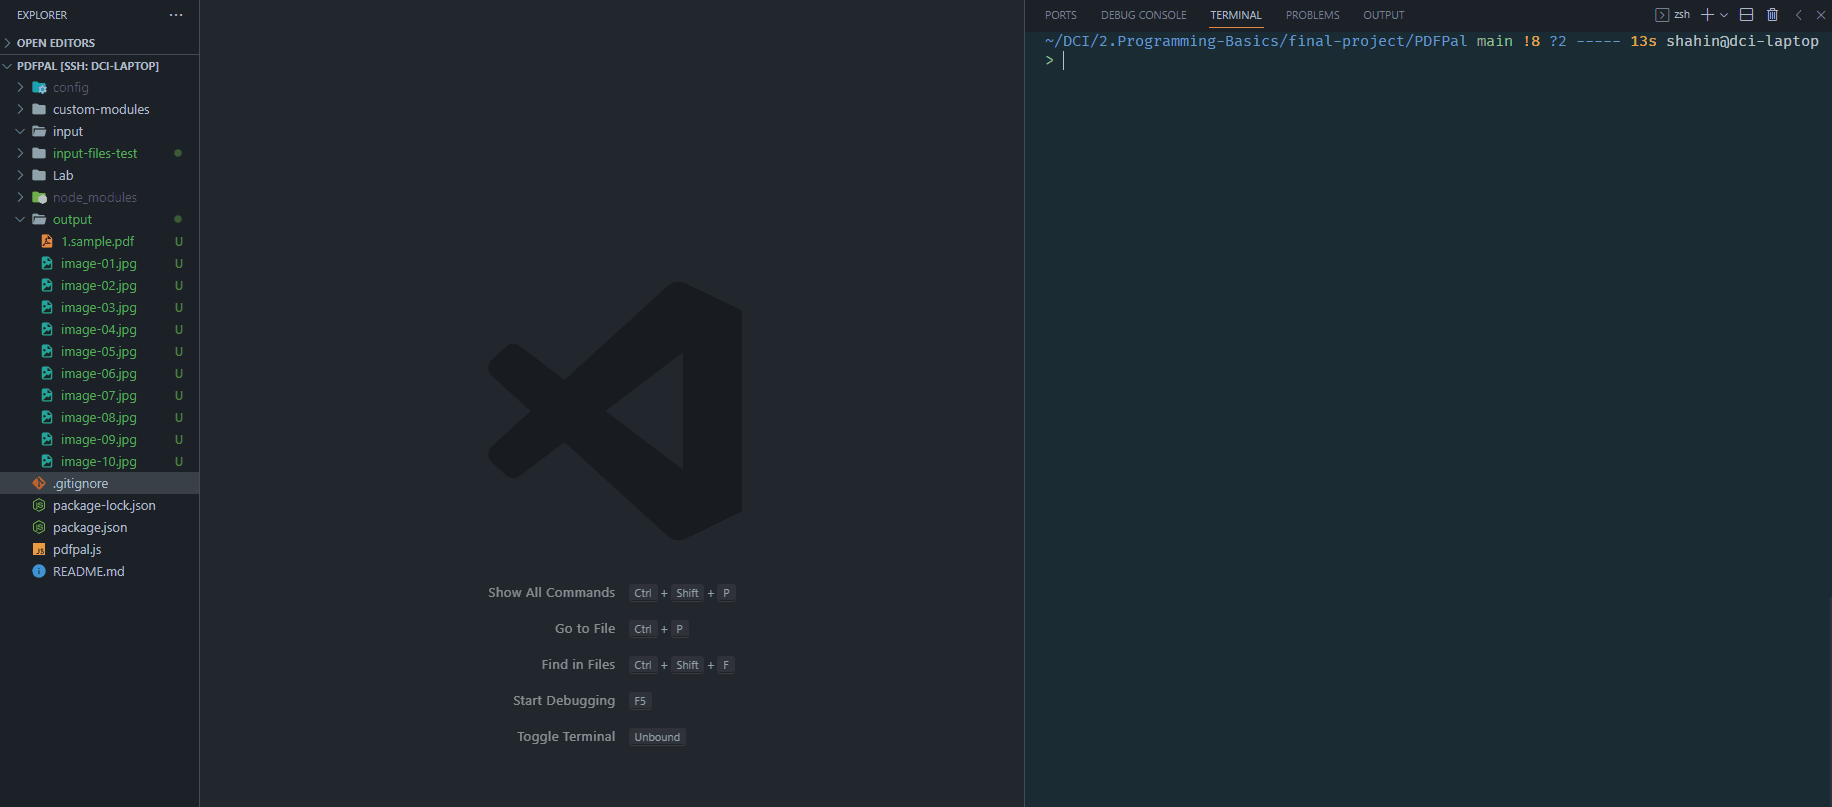 EXPLORER
OPEN EDITORS
PDFPAL [SSH: DCI-LAPTOP]
config
custom-modules
input
input-files-test
Lab
node_modules
output
1.sample.pdf U
image-01.jpg U
image-02.jpg U
image-03.jpg U
image-04.jpg U
image-05.jpg U
image-06.jpg U
image-07.jpg U
image-08.jpg U
image-09.jpg U
image-10.jpg U
.gitignore
package-lock.json
package.json
JS pdfpal.js
README.md
Show All Commands Ctrl + Shift + P
Go to File Ctrl + P
Find in Files Ctrl + Shift + F
Start Debugging F5
Toggle Terminal Unbound
PORTS DEBUG CONSOLE TERMINAL PROBLEMS OUTPUT zsh
~/DCI/2.Programming-Basics/final-project/PDFPal main !8 ?2 ----- 13s shahin@dci-laptop
>